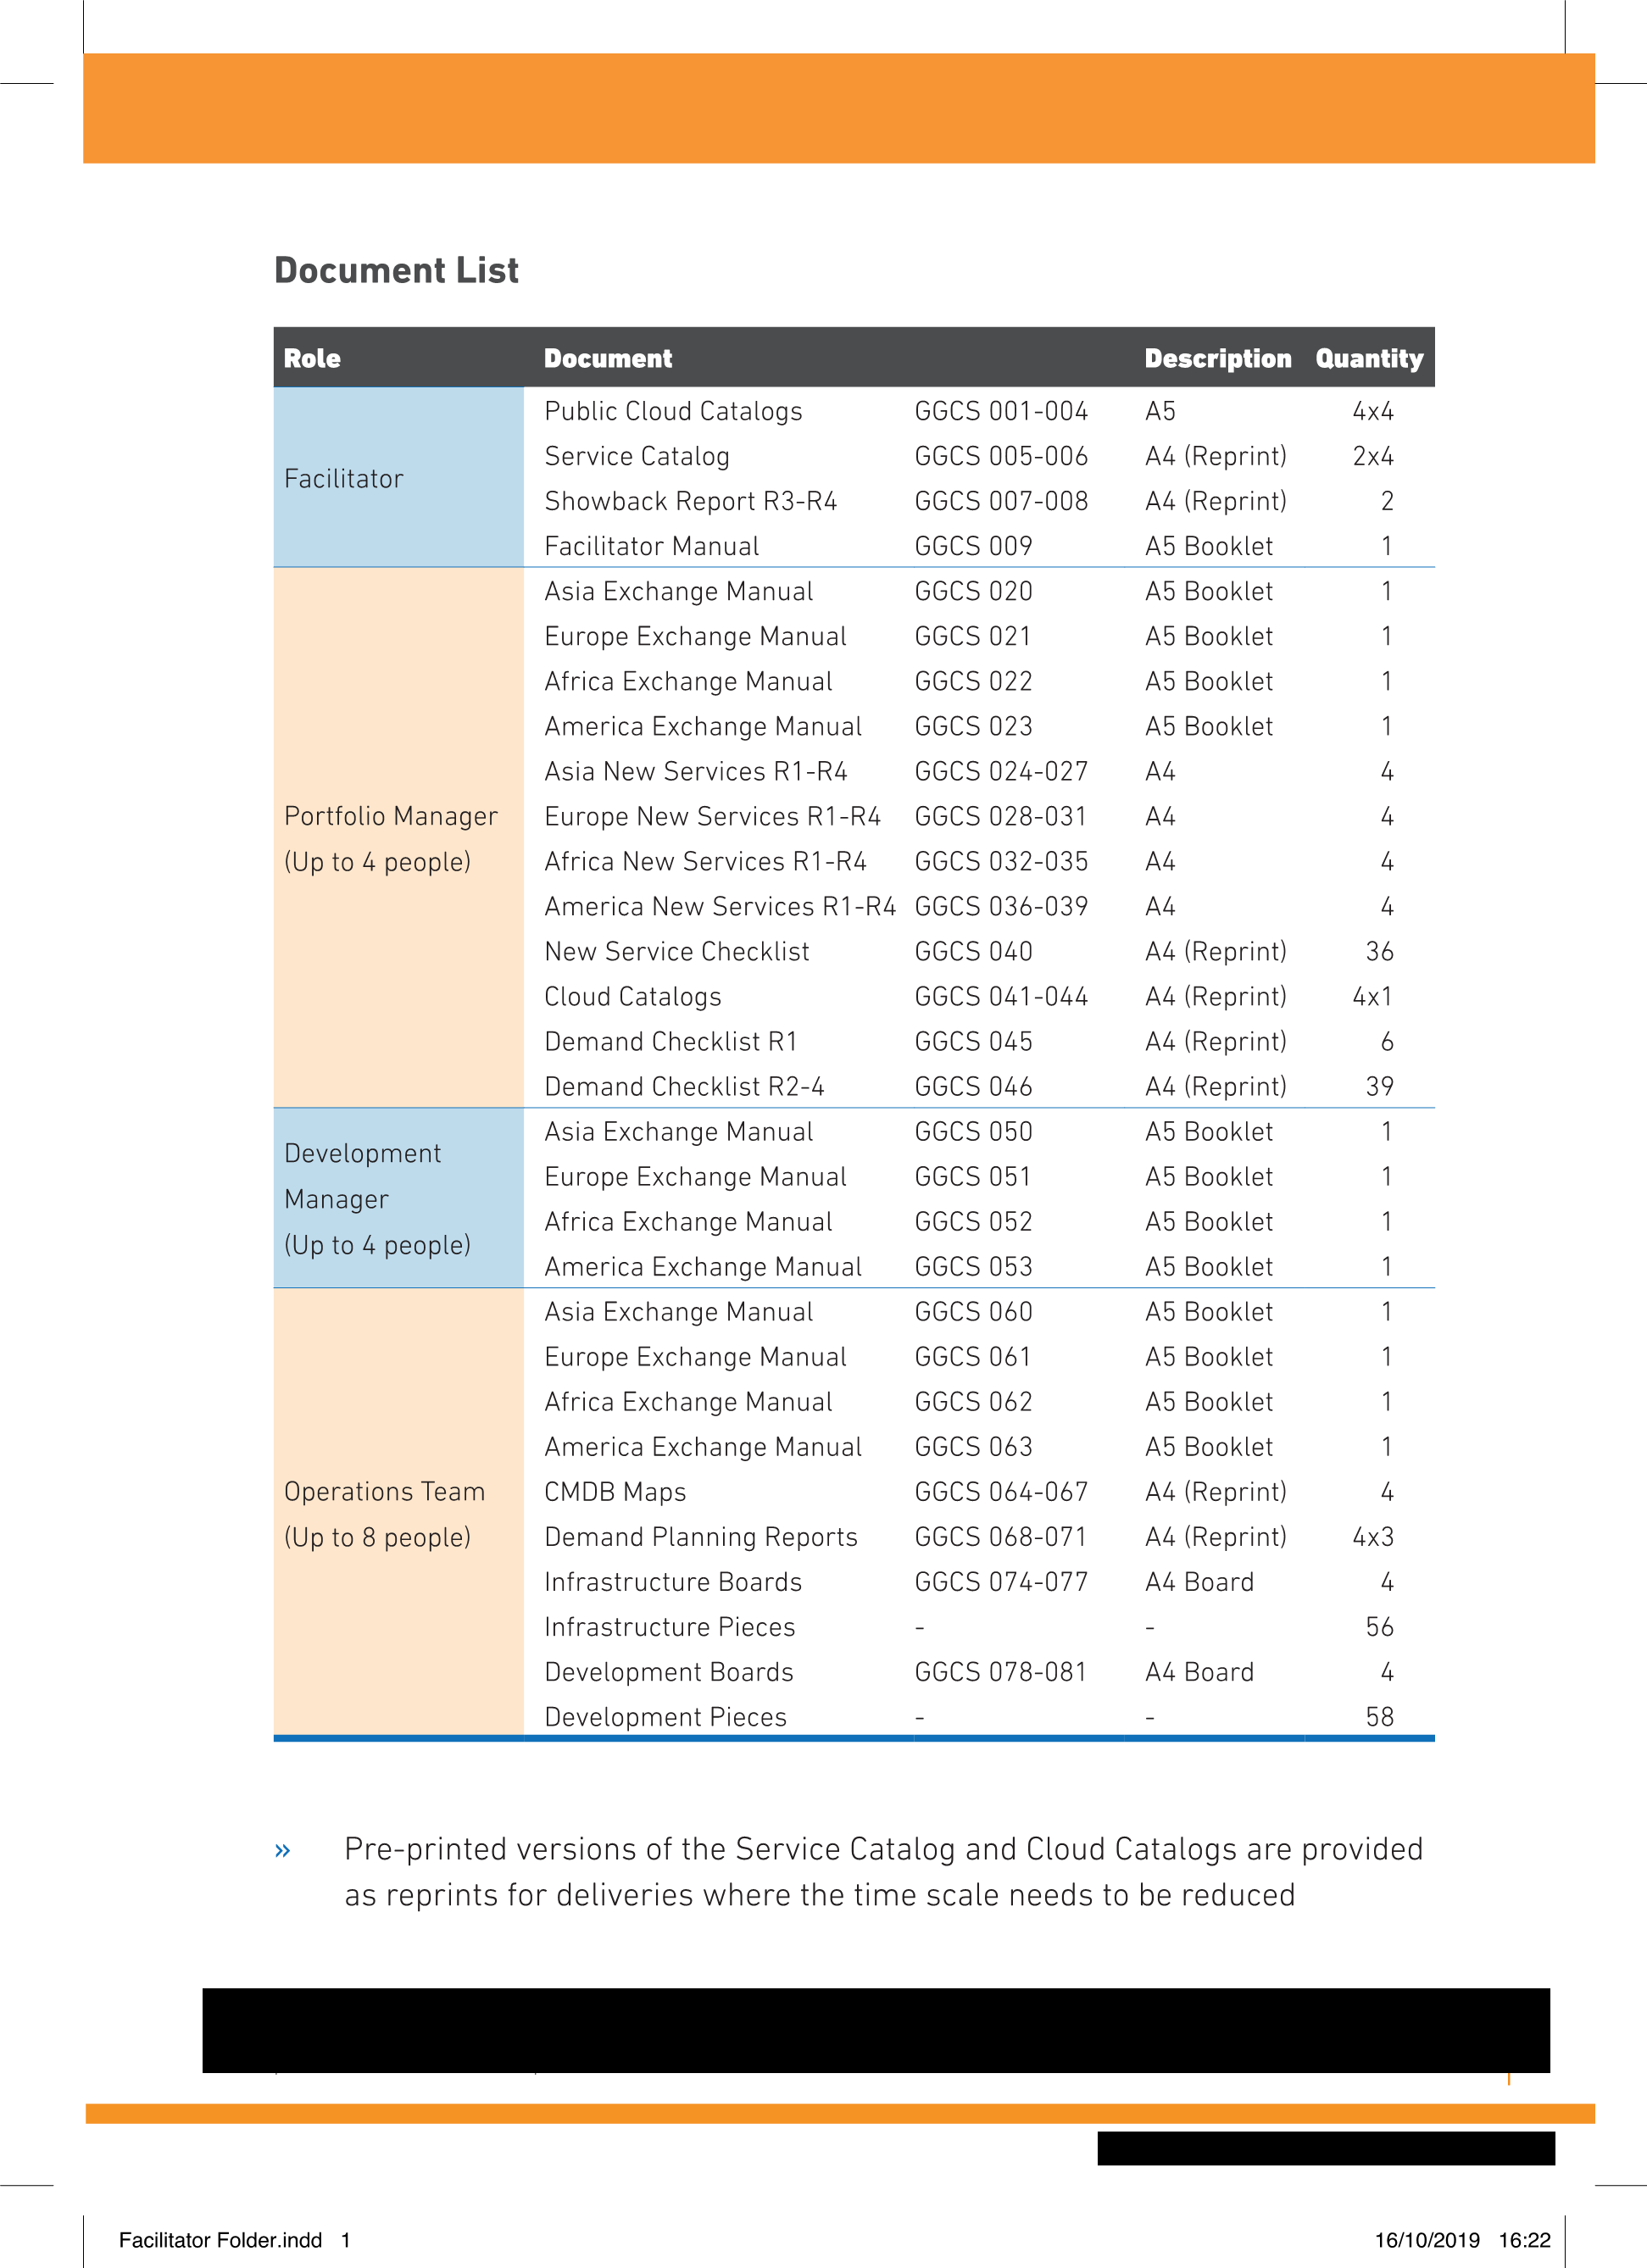 Document List
Role Document Description Quantity
Facilitator
Public Cloud Catalogs GGCS 001-004 A5 4x4
Service Catalog GGCS 005-006 A4 (Reprint) 2x4
Showback Report R3-R4 GGCS 007-008 A4 (Reprint) 2
Facilitator Manual GGCS 009 A5 Booklet 1
Portfolio Manager
(Up to 4 people)
Asia Exchange Manual GGCS 020 A5 Booklet 1
Europe Exchange Manual GGCS 021 A5 Booklet 1
Africa Exchange Manual GGCS 022 A5 Booklet 1
America Exchange Manual GGCS 023 A5 Booklet 1
Asia New Services R1-R4 GGCS 024-027 A4 4
Europe New Services R1-R4 GGCS 028-031 A4 4
Africa New Services R1-R4 GGCS 032-035 A4 4
America New Services R1-R4 GGCS 036-039 A4 4
New Service Checklist GGCS 040 A4 (Reprint) 36
Cloud Catalogs GGCS 041-044 A4 (Reprint) 4x1
Demand Checklist R1 GGCS 045 A4 (Reprint) 6
Demand Checklist R2-4 GGCS 046 A4 (Reprint) 39
Development
Manager
(Up to 4 people)
Asia Exchange Manual GGCS 050 A5 Booklet 1
Europe Exchange Manual GGCS 051 A5 Booklet 1
Africa Exchange Manual GGCS 052 A5 Booklet 1
America Exchange Manual GGCS 053 A5 Booklet 1
Operations Team
(Up to 8 people)
Asia Exchange Manual GGCS 060 A5 Booklet 1
Europe Exchange Manual GGCS 061 A5 Booklet 1
Africa Exchange Manual GGCS 062 A5 Booklet 1
America Exchange Manual GGCS 063 A5 Booklet 1
CMDB Maps GGCS 064-067 A4 (Reprint) 4
Demand Planning Reports GGCS 068-071 A4 (Reprint) 4x3
Infrastructure Boards GGCS 074-077 A4 Board 4
Infrastructure Pieces - - 56
Development Boards GGCS 078-081 A4 Board 4
Development Pieces - - 58
» Pre-printed versions of the Service Catalog and Cloud Catalogs are provided
as reprints for deliveries where the time scale needs to be reduced
Facilitator Folder.indd 1 16/10/2019 16:22